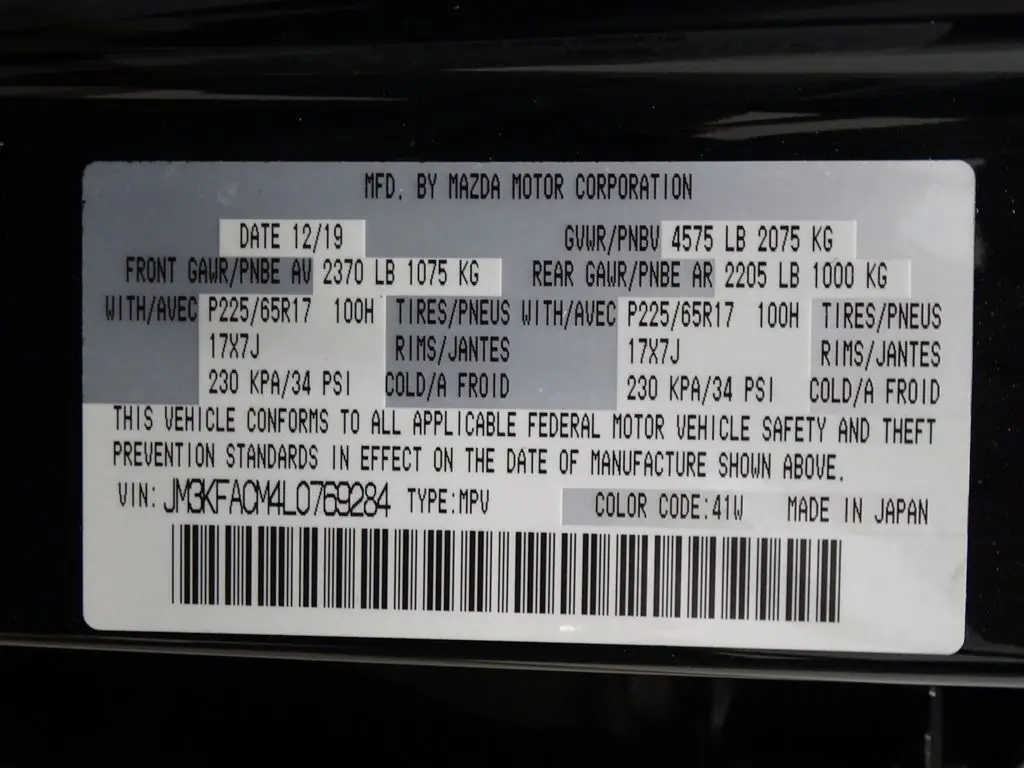 MFD. BY MAZDA MOTOR CORPORATION
DATE 12/19 GVWR/PNBV 4575 LB 2075 KG
FRONT GAWR/PNBE AV 2370 LB 1075 KG REAR GAWR/PNBE AR 2205 LB 1000 KG
WITH/AVEC P225/65R17 100H TIRES/PNEUS WITH/AVEC P225/65R17 100H TIRES/PNEUS
17X7J RIMS/JANTES 17X7J RIMS/JANTES
230 KPA/34 PSI COLD/A FROID 230 KPA/34 PSI COLD/A FROID
THIS VEHICLE CONFORMS TO ALL APPLICABLE FEDERAL MOTOR VEHICLE SAFETY AND THEFT
PREVENTION STANDARDS IN EFFECT ON THE DATE OF MANUFACTURE SHOWN ABOVE.
VIN: JM3KFACM4L0769284 TYPE:MPV COLOR CODE:41W MADE IN JAPAN